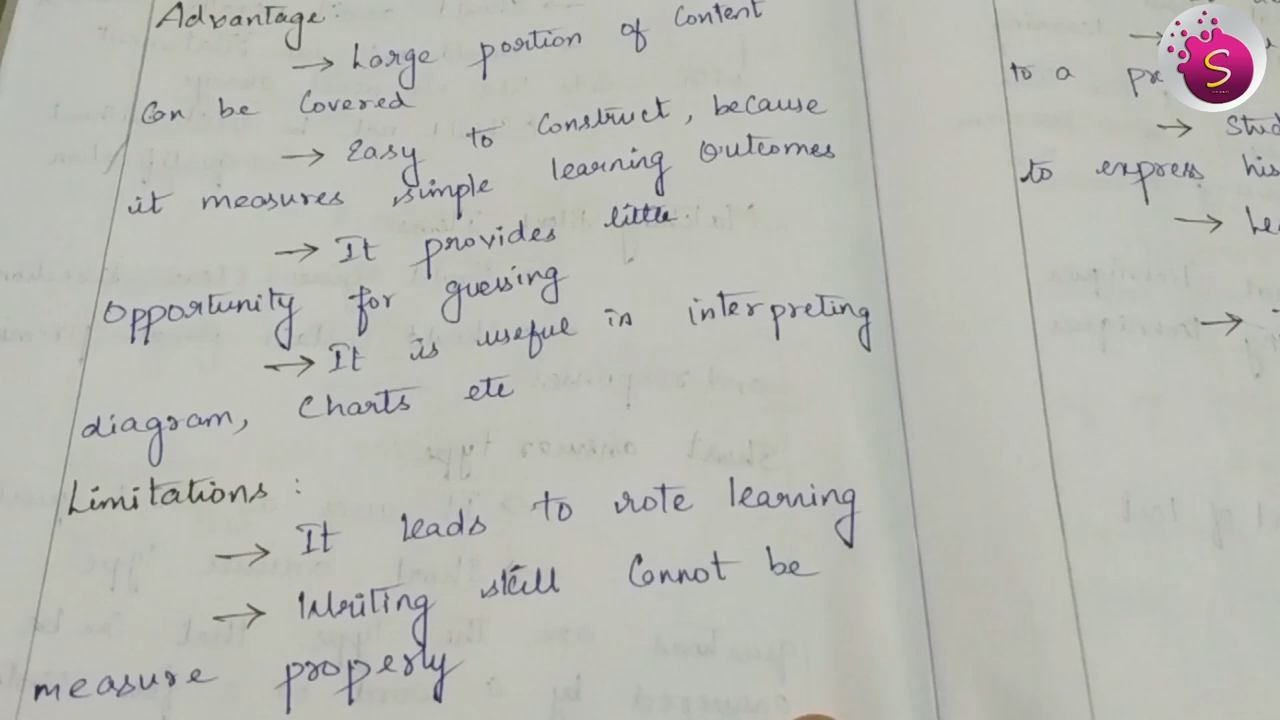 Advantage:
→ Large portion of Content
Can be Covered
→ Easy to Construct, because
it measures simple learning Outcomes
→ It provides little
Opportunity for guessing
→ It is useful in interpreting
diagram, Charts etc
Limitations:
→ It leads to rote learning
→ Writing skill Cannot be
measure properly
→
to a
→
to express his
→
→
S